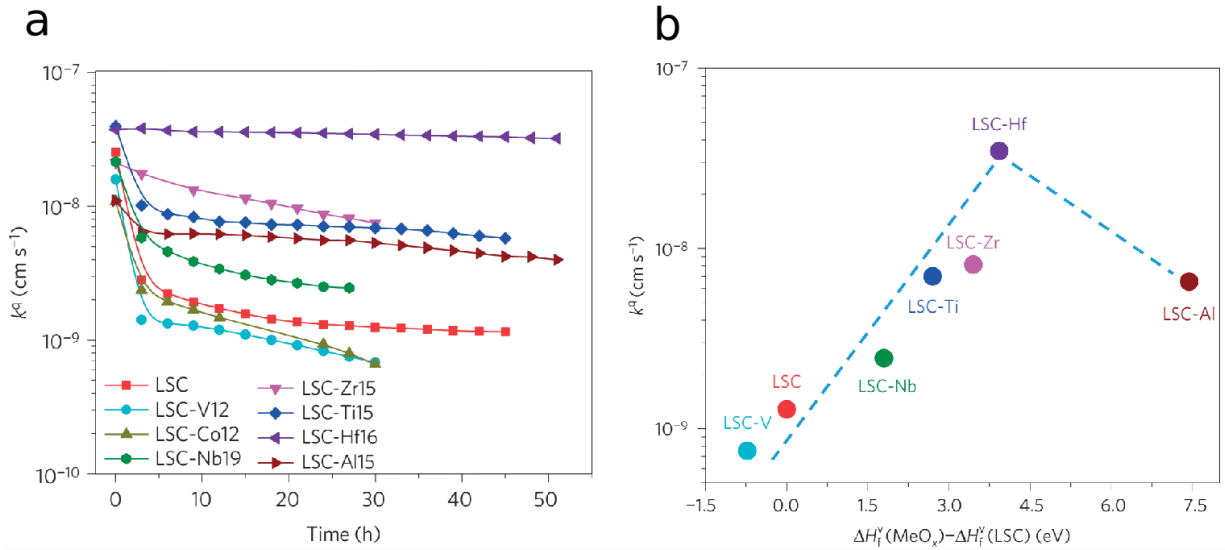 a
10⁻⁷
10⁻⁸
10⁻⁹
10⁻¹⁰
kq (cm s⁻¹)
LSC
LSC-V12
LSC-Co12
LSC-Nb19
LSC-Zr15
LSC-Ti15
LSC-Hf16
LSC-Al15
0 10 20 30 40 50
Time (h)
b
10⁻⁷
10⁻⁸
10⁻⁹
kq (cm s⁻¹)
LSC-Hf
LSC-Zr
LSC-Ti
LSC-Al
LSC-Nb
LSC
LSC-V
−1.5 0.0 1.5 3.0 4.5 6.0 7.5
ΔHfv(MeOx)−ΔHfv(LSC) (eV)